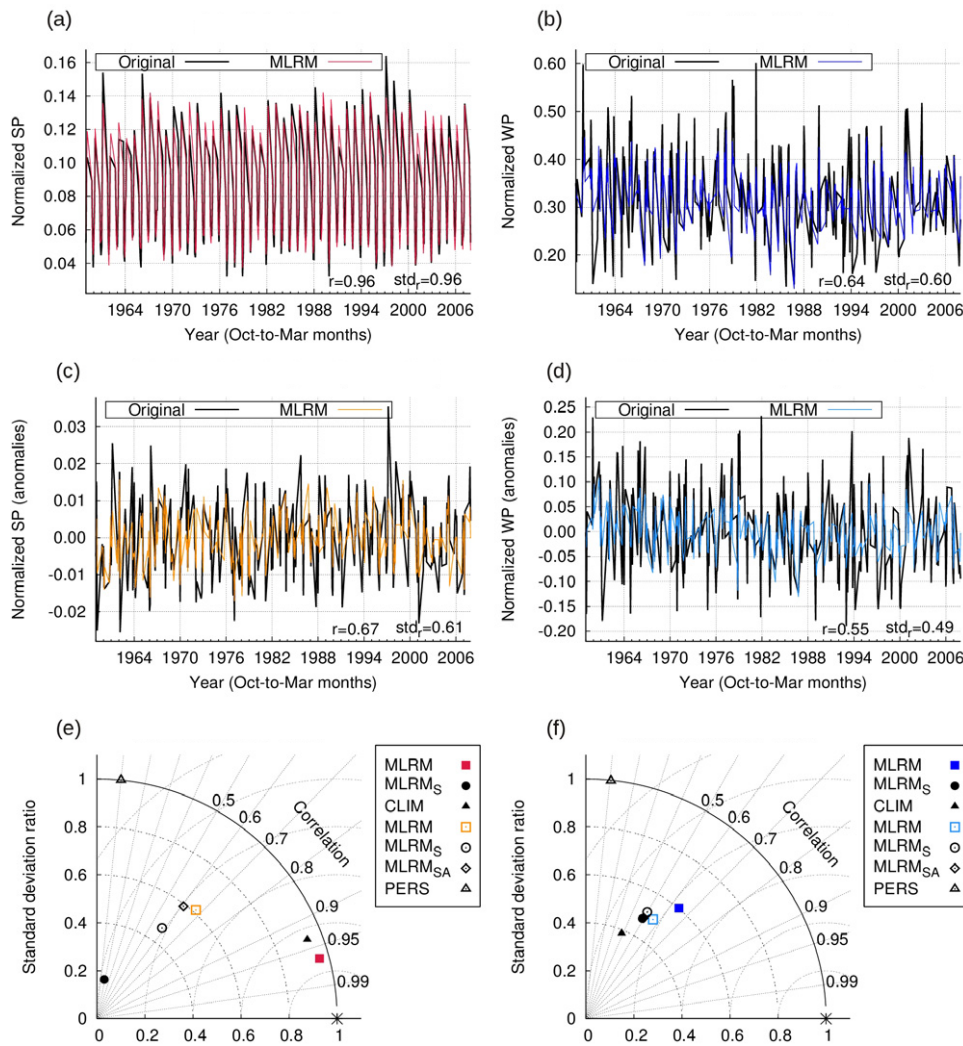 (a)
Original MLRM
Normalized SP
0.16
0.14
0.12
0.10
0.08
0.06
0.04
r=0.96 std_r=0.96
1964 1970 1976 1982 1988 1994 2000 2006
Year (Oct-to-Mar months)
(b)
Original MLRM
Normalized WP
0.60
0.50
0.40
0.30
0.20
r=0.64 std_r=0.60
1964 1970 1976 1982 1988 1994 2000 2006
Year (Oct-to-Mar months)
(c)
Original MLRM
Normalized SP (anomalies)
0.03
0.02
0.01
0.00
-0.01
-0.02
r=0.67 std_r=0.61
1964 1970 1976 1982 1988 1994 2000 2006
Year (Oct-to-Mar months)
(d)
Original MLRM
Normalized WP (anomalies)
0.25
0.20
0.15
0.10
0.05
0.00
-0.05
-0.10
-0.15
-0.20
r=0.55 std_r=0.49
1964 1970 1976 1982 1988 1994 2000 2006
Year (Oct-to-Mar months)
(e)
Standard deviation ratio
1
0.8
0.6
0.4
0.2
0
0 0.2 0.4 0.6 0.8 1
Correlation
0.5
0.6
0.7
0.8
0.9
0.95
0.99
MLRM
MLRM_S
CLIM
MLRM
MLRM_S
MLRM_SA
PERS
(f)
Standard deviation ratio
1
0.8
0.6
0.4
0.2
0
0 0.2 0.4 0.6 0.8 1
Correlation
0.5
0.6
0.7
0.8
0.9
0.95
0.99
MLRM
MLRM_S
CLIM
MLRM
MLRM_S
MLRM_SA
PERS